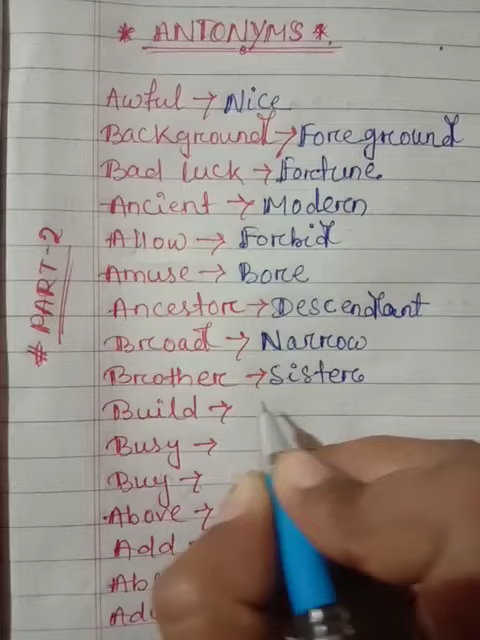 * ANTONYMS *
# PART-2
Awful → Nice
Background → Foreground
Bad luck → Fortune
Ancient → Modern
Allow → Forbid
Amuse → Bore
Ancestor → Descendant
Broad → Narrow
Brother → Sister
Build →
Busy →
Buy →
Above →
Add
Ab